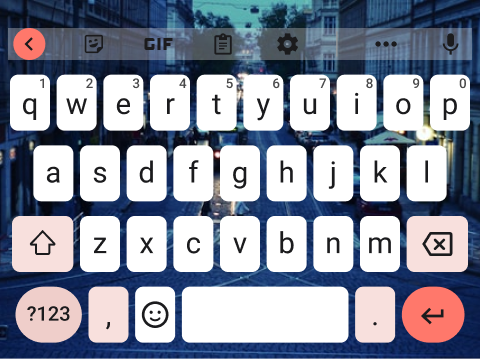 GIF
1 2 3 4 5 6 7 8 9 0
q w e r t y u i o p
a s d f g h j k l
z x c v b n m
?123 , .